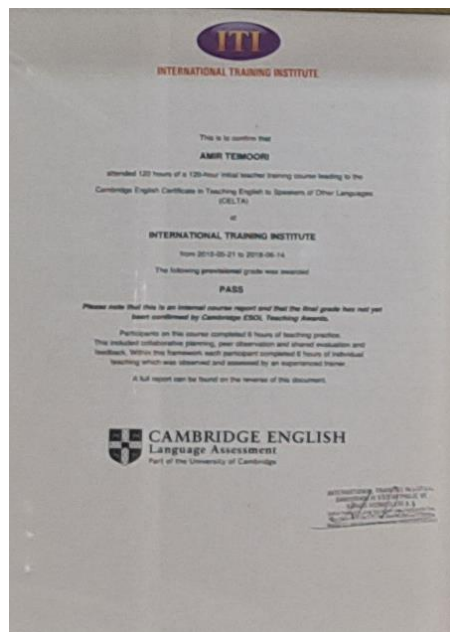 ITI
INTERNATIONAL TRAINING INSTITUTE
This is to confirm that
AMIR TEIMOORI
attended 120 hours of a 120-hour initial teacher training course leading to the
Cambridge English Certificate in Teaching English to Speakers of Other Languages
(CELTA)
at
INTERNATIONAL TRAINING INSTITUTE
from 2018-05-21 to 2018-06-14
The following provisional grade was awarded
PASS
Please note that this is an internal course report and that the final grade has not yet
been confirmed by Cambridge ESOL Teaching Awards.
Participants on this course completed 6 hours of teaching practice.
This included collaborative planning, peer observation and shared evaluation and
feedback. Within this framework each participant completed 6 hours of individual
teaching which was observed and assessed by an experienced trainer.
A full report can be found on the reverse of this document.
CAMBRIDGE ENGLISH
Language Assessment
Part of the University of Cambridge
INTERNATIONAL TRAINING